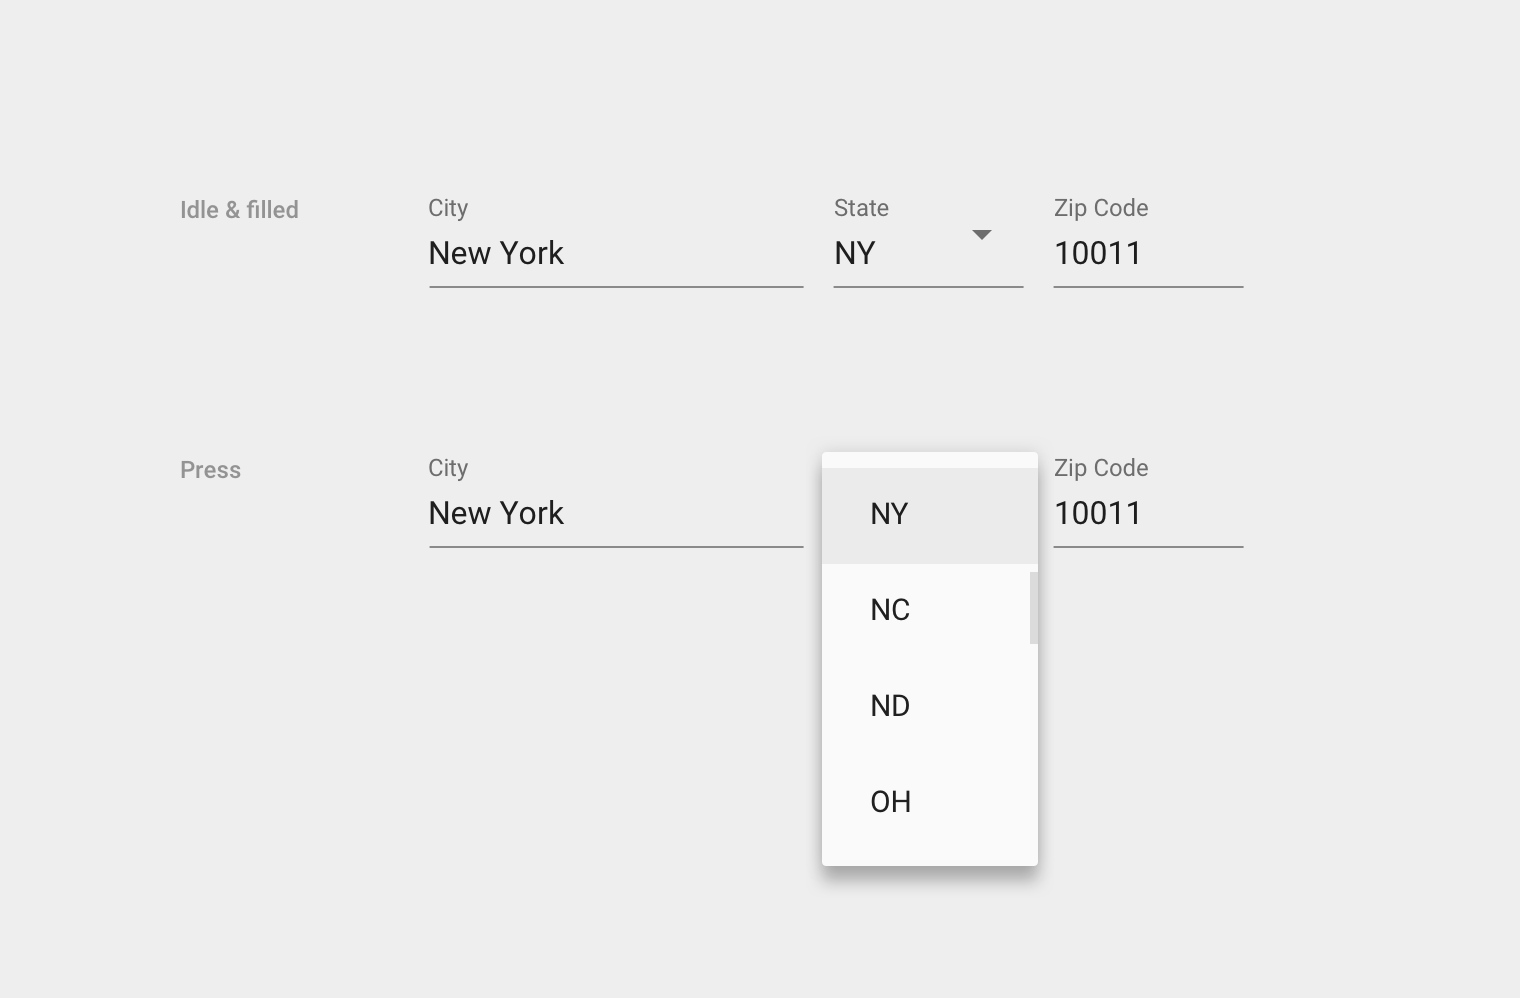 Idle & filled
City
State
Zip Code
New York
NY
10011
Press
City
Zip Code
New York
10011
NY
NC
ND
OH